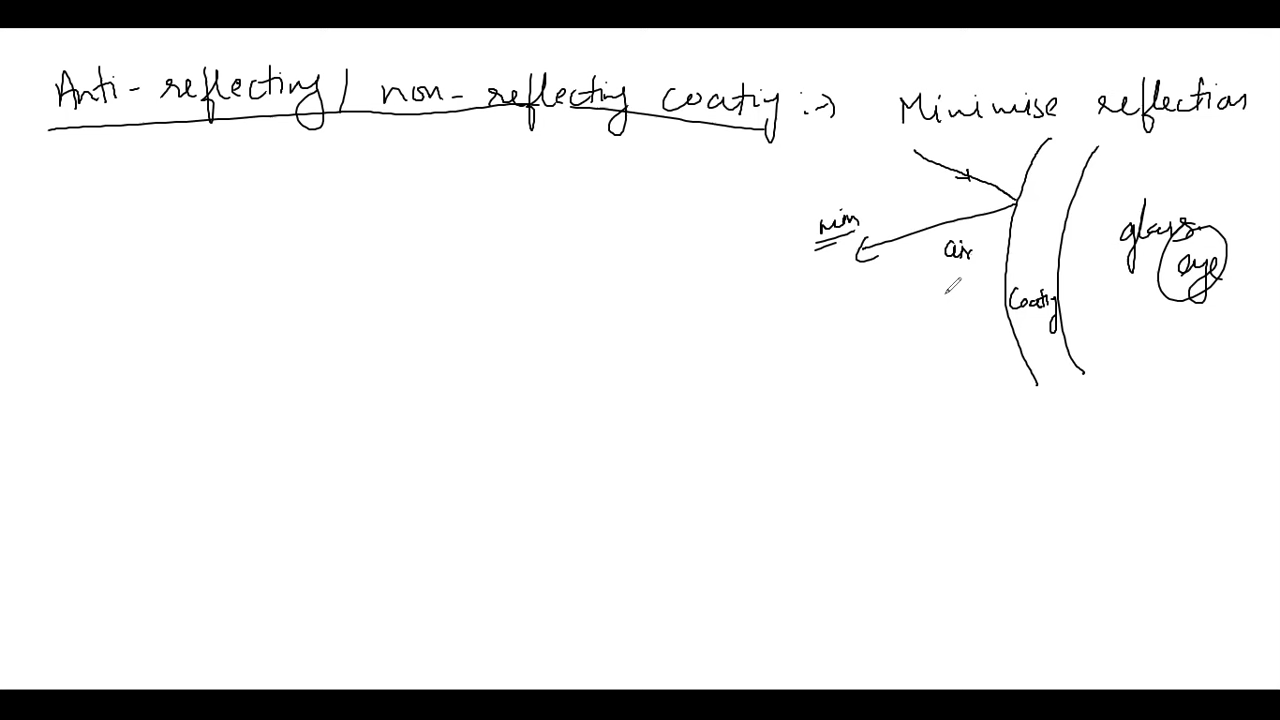 Anti-reflecting/ non-reflecting coating :→ Minimise reflection
min
air
glass
eye
Coating